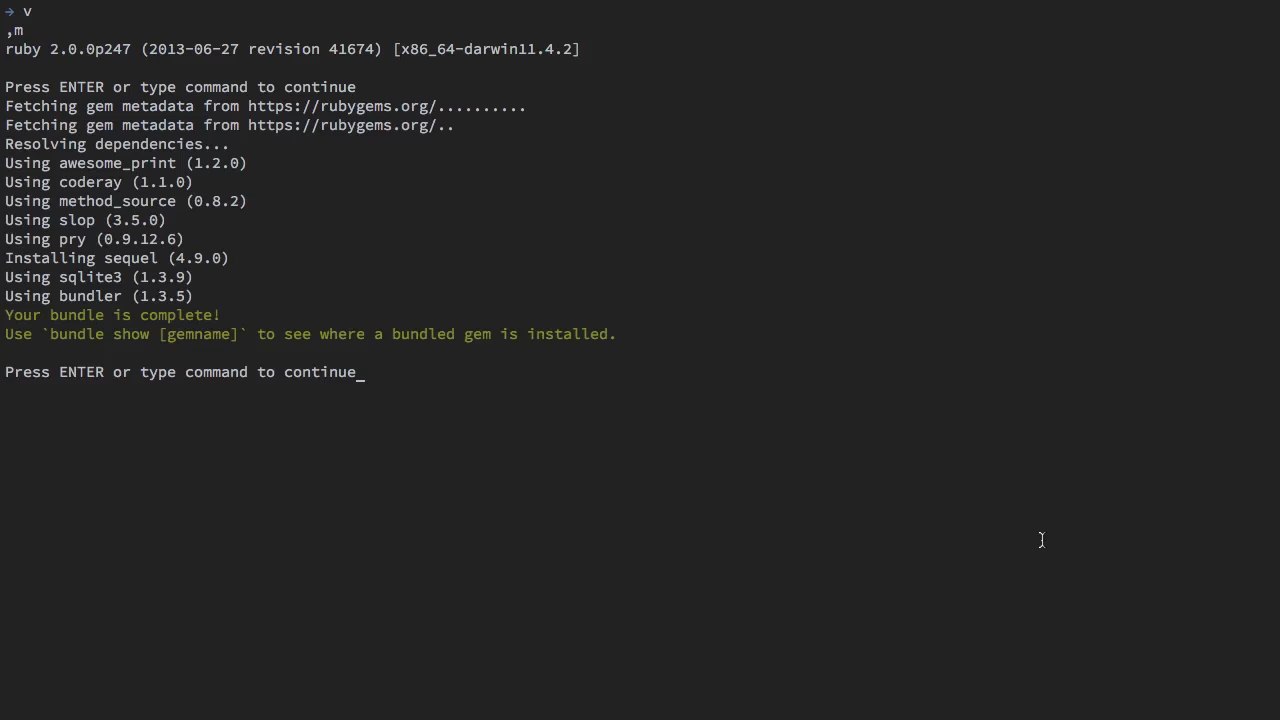 → v
,m
ruby 2.0.0p247 (2013-06-27 revision 41674) [x86_64-darwin11.4.2]
Press ENTER or type command to continue
Fetching gem metadata from https://rubygems.org/..........
Fetching gem metadata from https://rubygems.org/..
Resolving dependencies...
Using awesome_print (1.2.0)
Using coderay (1.1.0)
Using method_source (0.8.2)
Using slop (3.5.0)
Using pry (0.9.12.6)
Installing sequel (4.9.0)
Using sqlite3 (1.3.9)
Using bundler (1.3.5)
Your bundle is complete!
Use `bundle show [gemname]` to see where a bundled gem is installed.
Press ENTER or type command to continue